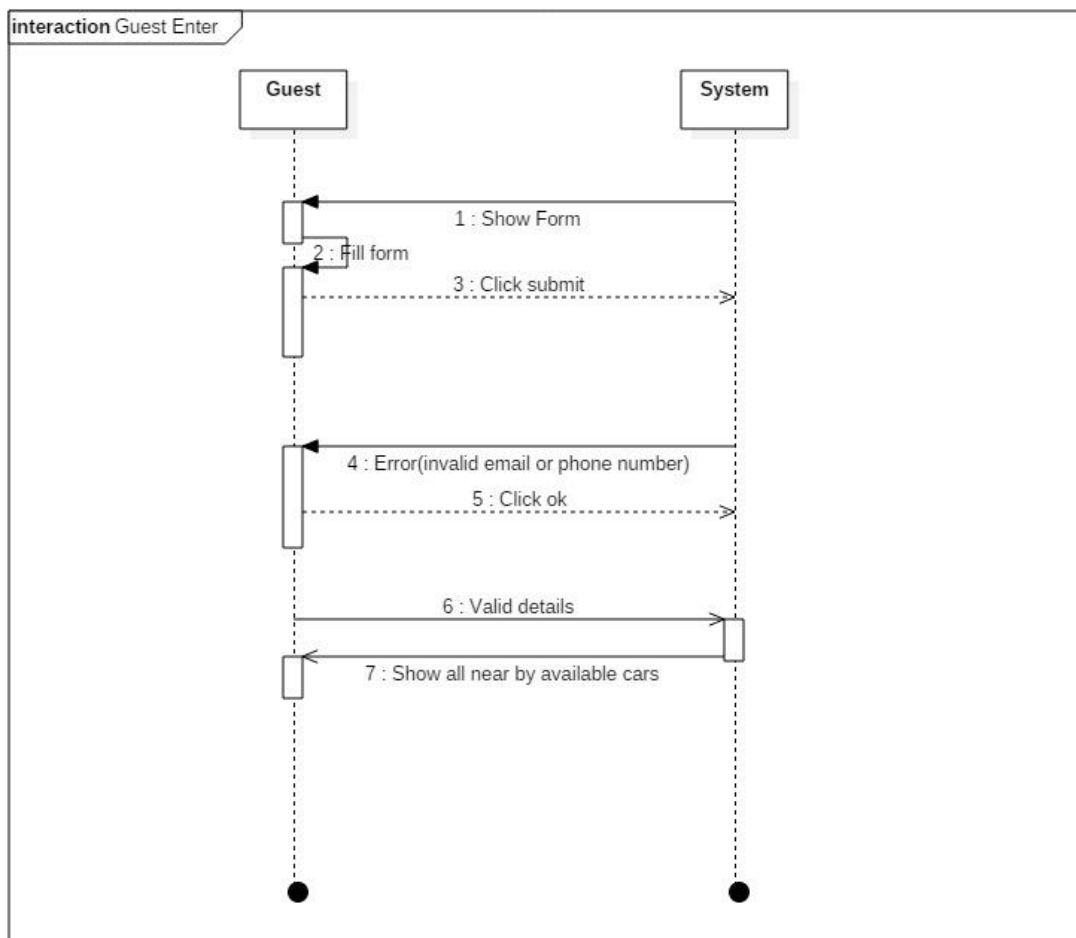 interaction Guest Enter
Guest
System
1 : Show Form
2 : Fill form
3 : Click submit
4 : Error(invalid email or phone number)
5 : Click ok
6 : Valid details
7 : Show all near by available cars